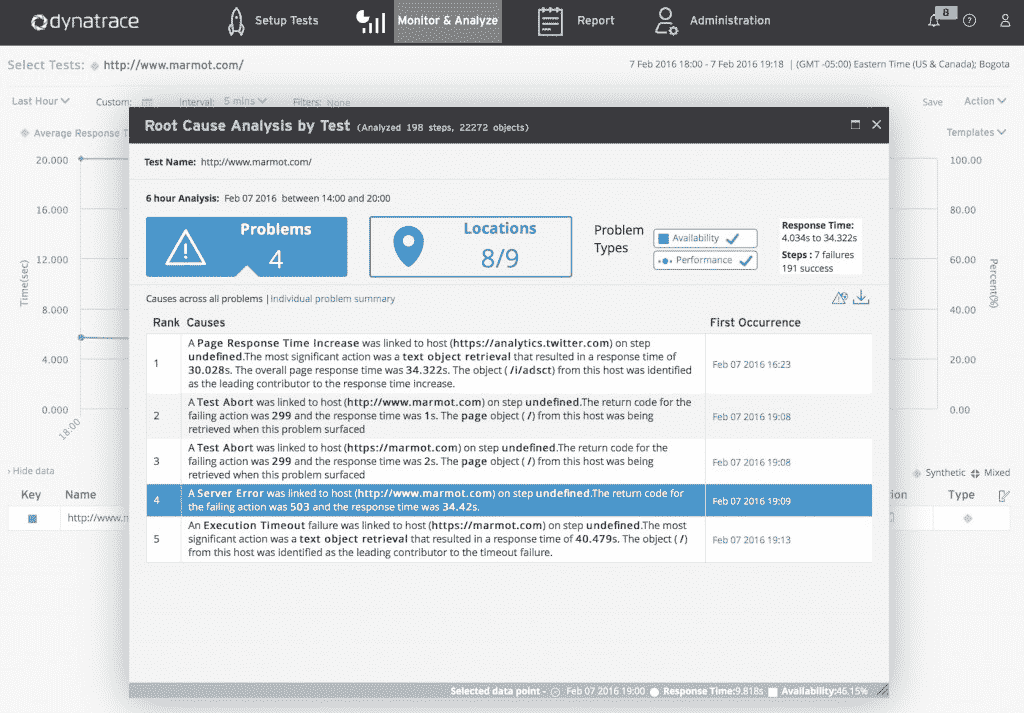 dynatrace
Setup Tests
Monitor & Analyze
Report
Administration
8
Select Tests: http://www.marmot.com/
7 Feb 2016 18:00 - 7 Feb 2016 19:18 | (GMT -05:00) Eastern Time (US & Canada); Bogota
Last Hour
Custom:
Interval: 5 mins
Filters: None
Save
Action
Average Response T
Templates
20.000
16.000
12.000
8.000
4.000
0.000
Time(sec)
18:00
100.00
80.00
60.00
40.00
20.00
0.00
Percent(%)
Root Cause Analysis by Test (Analyzed 198 steps, 22272 objects)
Test Name: http://www.marmot.com/
6 hour Analysis: Feb 07 2016 between 14:00 and 20:00
Problems
4
Locations
8/9
Problem
Types
Availability
Performance
Response Time:
4.034s to 34.322s
Steps : 7 failures
191 success
Causes across all problems | Individual problem summary
Rank Causes First Occurrence
1
A Page Response Time Increase was linked to host (https://analytics.twitter.com) on step
undefined.The most significant action was a text object retrieval that resulted in a response time of
30.028s. The overall page response time was 34.322s. The object ( /i/adsct) from this host was identified
as the leading contributor to the response time increase.
Feb 07 2016 16:23
2
A Test Abort was linked to host (http://www.marmot.com) on step undefined.The return code for the
failing action was 299 and the response time was 1s. The page object ( /) from this host was being
retrieved when this problem surfaced
Feb 07 2016 19:08
3
A Test Abort was linked to host (https://marmot.com) on step undefined.The return code for the
failing action was 299 and the response time was 2s. The page object ( /) from this host was being
retrieved when this problem surfaced
Feb 07 2016 19:08
4
A Server Error was linked to host (http://www.marmot.com) on step undefined.The return code for
the failing action was 503 and the response time was 34.42s.
Feb 07 2016 19:09
5
An Execution Timeout failure was linked to host (https://marmot.com) on step undefined.The most
significant action was a text object retrieval that resulted in a response time of 40.479s. The object ( /)
from this host was identified as the leading contributor to the timeout failure.
Feb 07 2016 19:13
Selected data point - Feb 07 2016 19:00 Response Time:9.818s Availability:46.15%
Hide data
Synthetic
Mixed
Key
Name
ion
Type
http://www.m